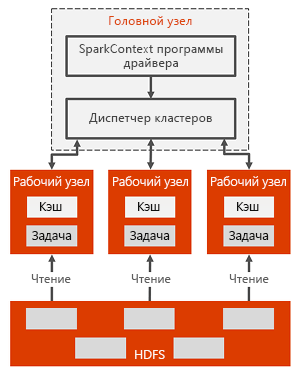 Головной узел
SparkContext программы
драйвера
Диспетчер кластеров
Рабочий узел
Кэш
Задача
Рабочий узел
Кэш
Задача
Рабочий узел
Кэш
Задача
Чтение
Чтение
Чтение
HDFS